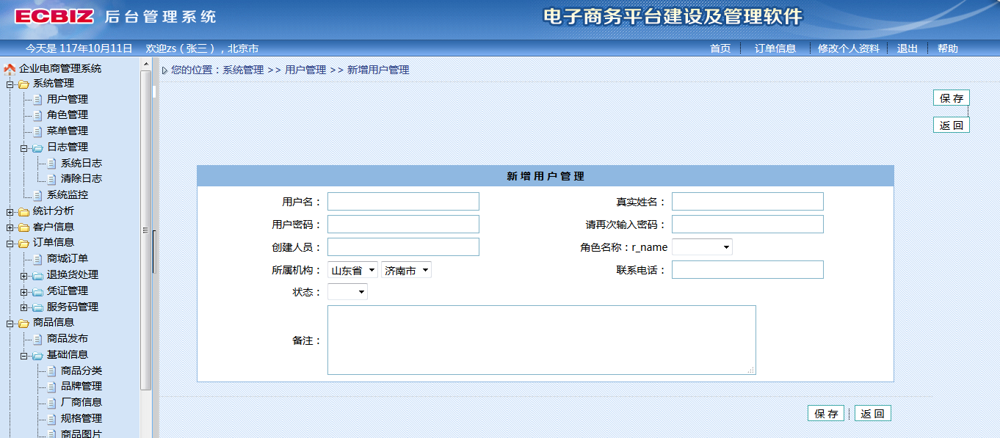 ECBIZ 后台管理系统
电子商务平台建设及管理软件
今天是 117年10月11日 欢迎zs（张三），北京市
首页 订单信息 修改个人资料 退出 帮助
企业电商管理系统
系统管理
用户管理
角色管理
菜单管理
日志管理
系统日志
清除日志
系统监控
统计分析
客户信息
订单信息
商城订单
退换货处理
凭证管理
服务码管理
商品信息
商品发布
基础信息
商品分类
品牌管理
厂商信息
规格管理
商品图片
您的位置：系统管理 >> 用户管理 >> 新增用户管理
保 存
返 回
新增用户管理
用户名： 真实姓名：
用户密码： 请再次输入密码：
创建人员： 角色名称：r_name
所属机构： 山东省 济南市 联系电话：
状态：
备注：
保 存 返 回